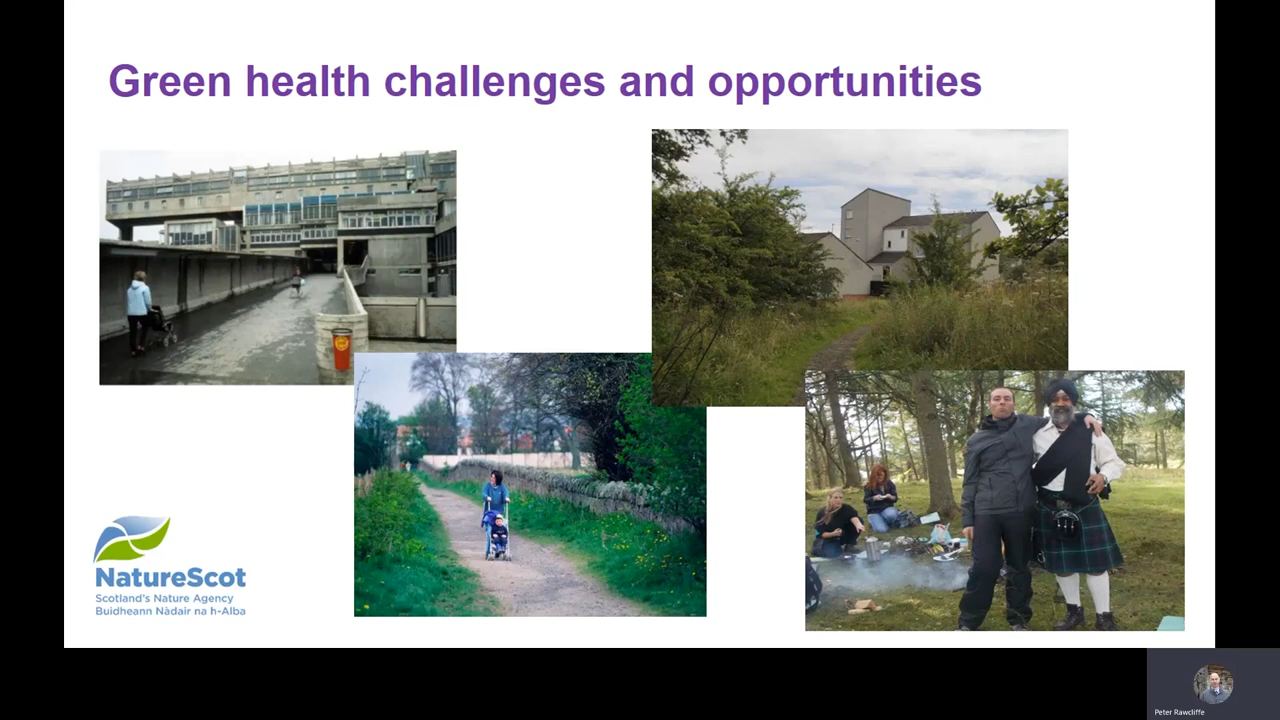 Green health challenges and opportunities
NatureScot
Scotland's Nature Agency
Buidheann Nàdair na h-Alba
Peter Rawcliffe